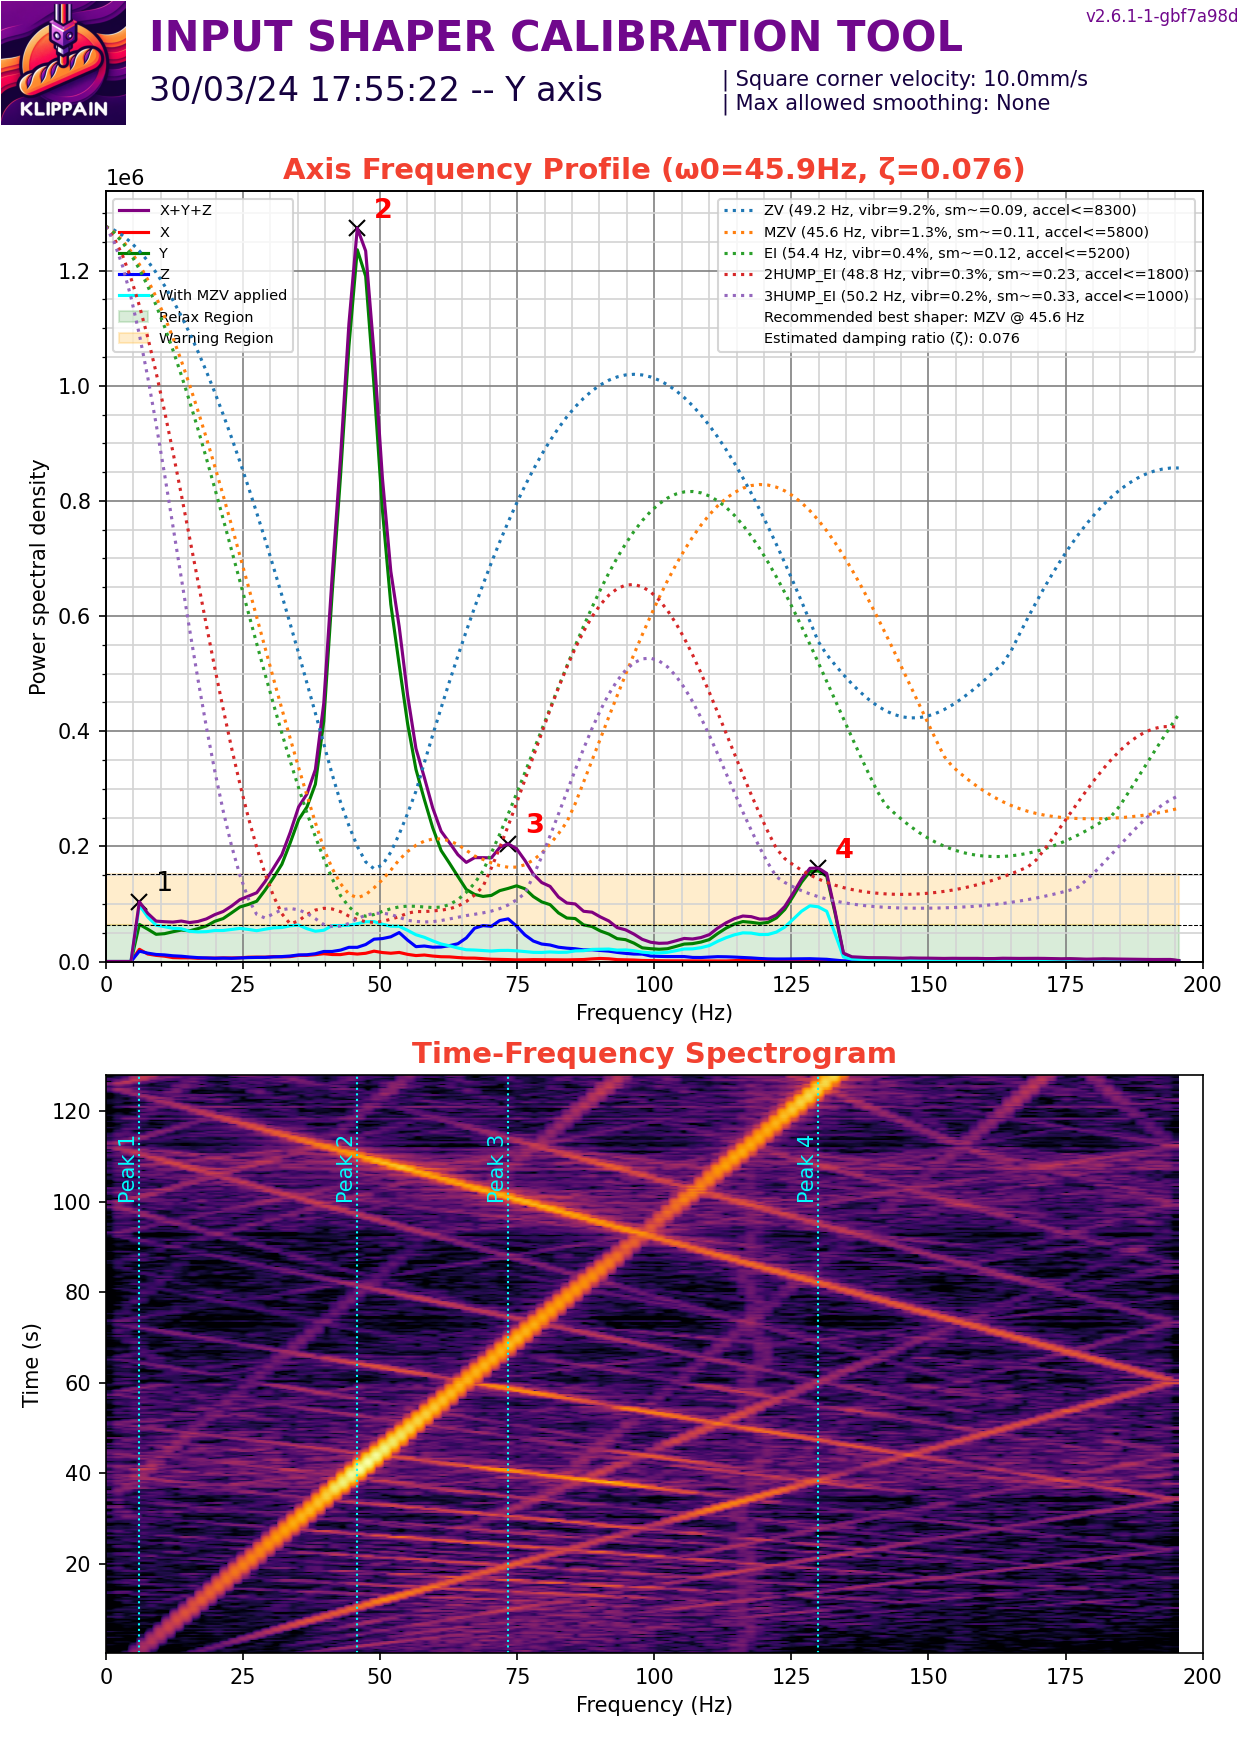 v2.6.1-1-gbf7a98d
INPUT SHAPER CALIBRATION TOOL
30/03/24 17:55:22 -- Y axis
| Square corner velocity: 10.0mm/s
| Max allowed smoothing: None
KLIPPAIN
Axis Frequency Profile (ω0=45.9Hz, ζ=0.076)
1e6
X+Y+Z
X
Y
Z
With MZV applied
Relax Region
Warning Region
ZV (49.2 Hz, vibr=9.2%, sm~=0.09, accel<=8300)
MZV (45.6 Hz, vibr=1.3%, sm~=0.11, accel<=5800)
EI (54.4 Hz, vibr=0.4%, sm~=0.12, accel<=5200)
2HUMP_EI (48.8 Hz, vibr=0.3%, sm~=0.23, accel<=1800)
3HUMP_EI (50.2 Hz, vibr=0.2%, sm~=0.33, accel<=1000)
Recommended best shaper: MZV @ 45.6 Hz
Estimated damping ratio (ζ): 0.076
2
3
4
1
Power spectral density
1.2
1.0
0.8
0.6
0.4
0.2
0.0
0 25 50 75 100 125 150 175 200
Frequency (Hz)
Time-Frequency Spectrogram
Peak 1
Peak 2
Peak 3
Peak 4
Time (s)
120
100
80
60
40
20
0 25 50 75 100 125 150 175 200
Frequency (Hz)